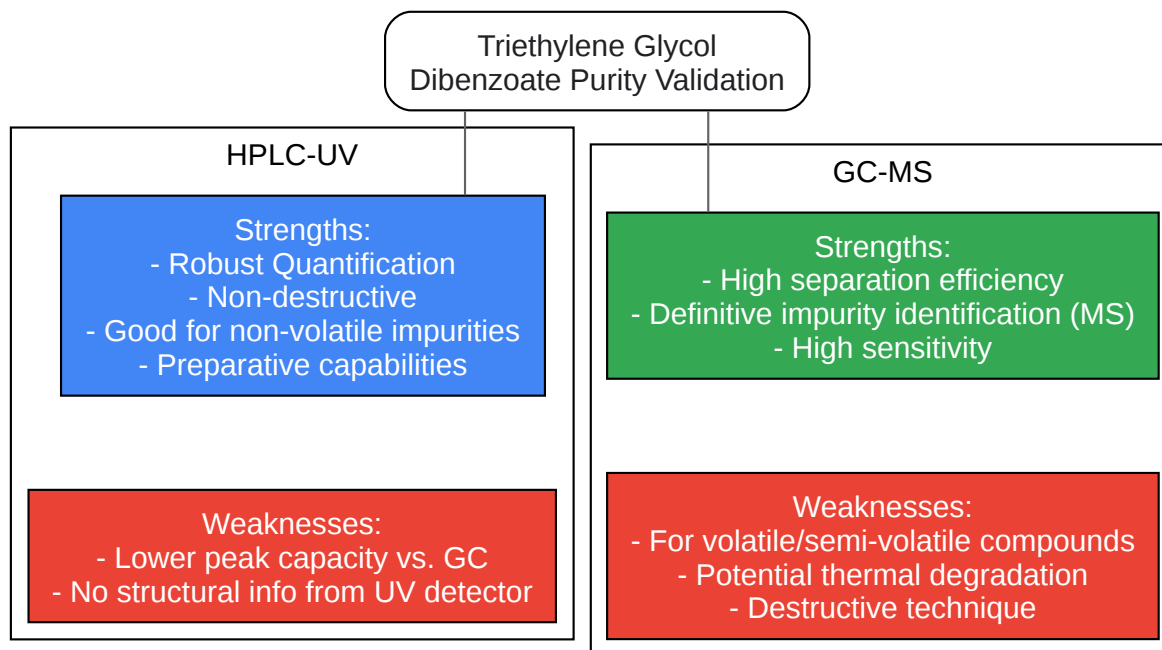 Triethylene Glycol
Dibenzoate Purity Validation
HPLC-UV
Strengths:
- Robust Quantification
- Non-destructive
- Good for non-volatile impurities
- Preparative capabilities
Weaknesses:
- Lower peak capacity vs. GC
- No structural info from UV detector
GC-MS
Strengths:
- High separation efficiency
- Definitive impurity identification (MS)
- High sensitivity
Weaknesses:
- For volatile/semi-volatile compounds
- Potential thermal degradation
- Destructive technique